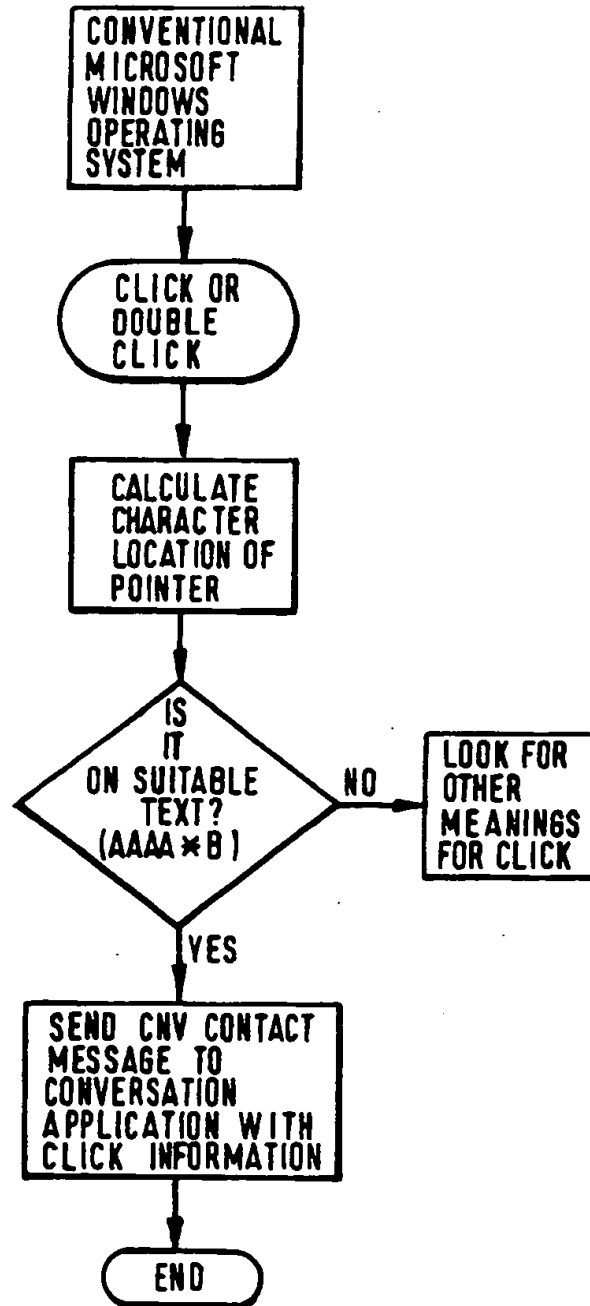 CONVENTIONAL
MICROSOFT
WINDOWS
OPERATING
SYSTEM
CLICK OR
DOUBLE
CLICK
CALCULATE
CHARACTER
LOCATION OF
POINTER
IS
IT
ON SUITABLE
TEXT?
(AAAA*B)
NO
LOOK FOR
OTHER
MEANINGS
FOR CLICK
YES
SEND CNV CONTACT
MESSAGE TO
CONVERSATION
APPLICATION WITH
CLICK INFORMATION
END